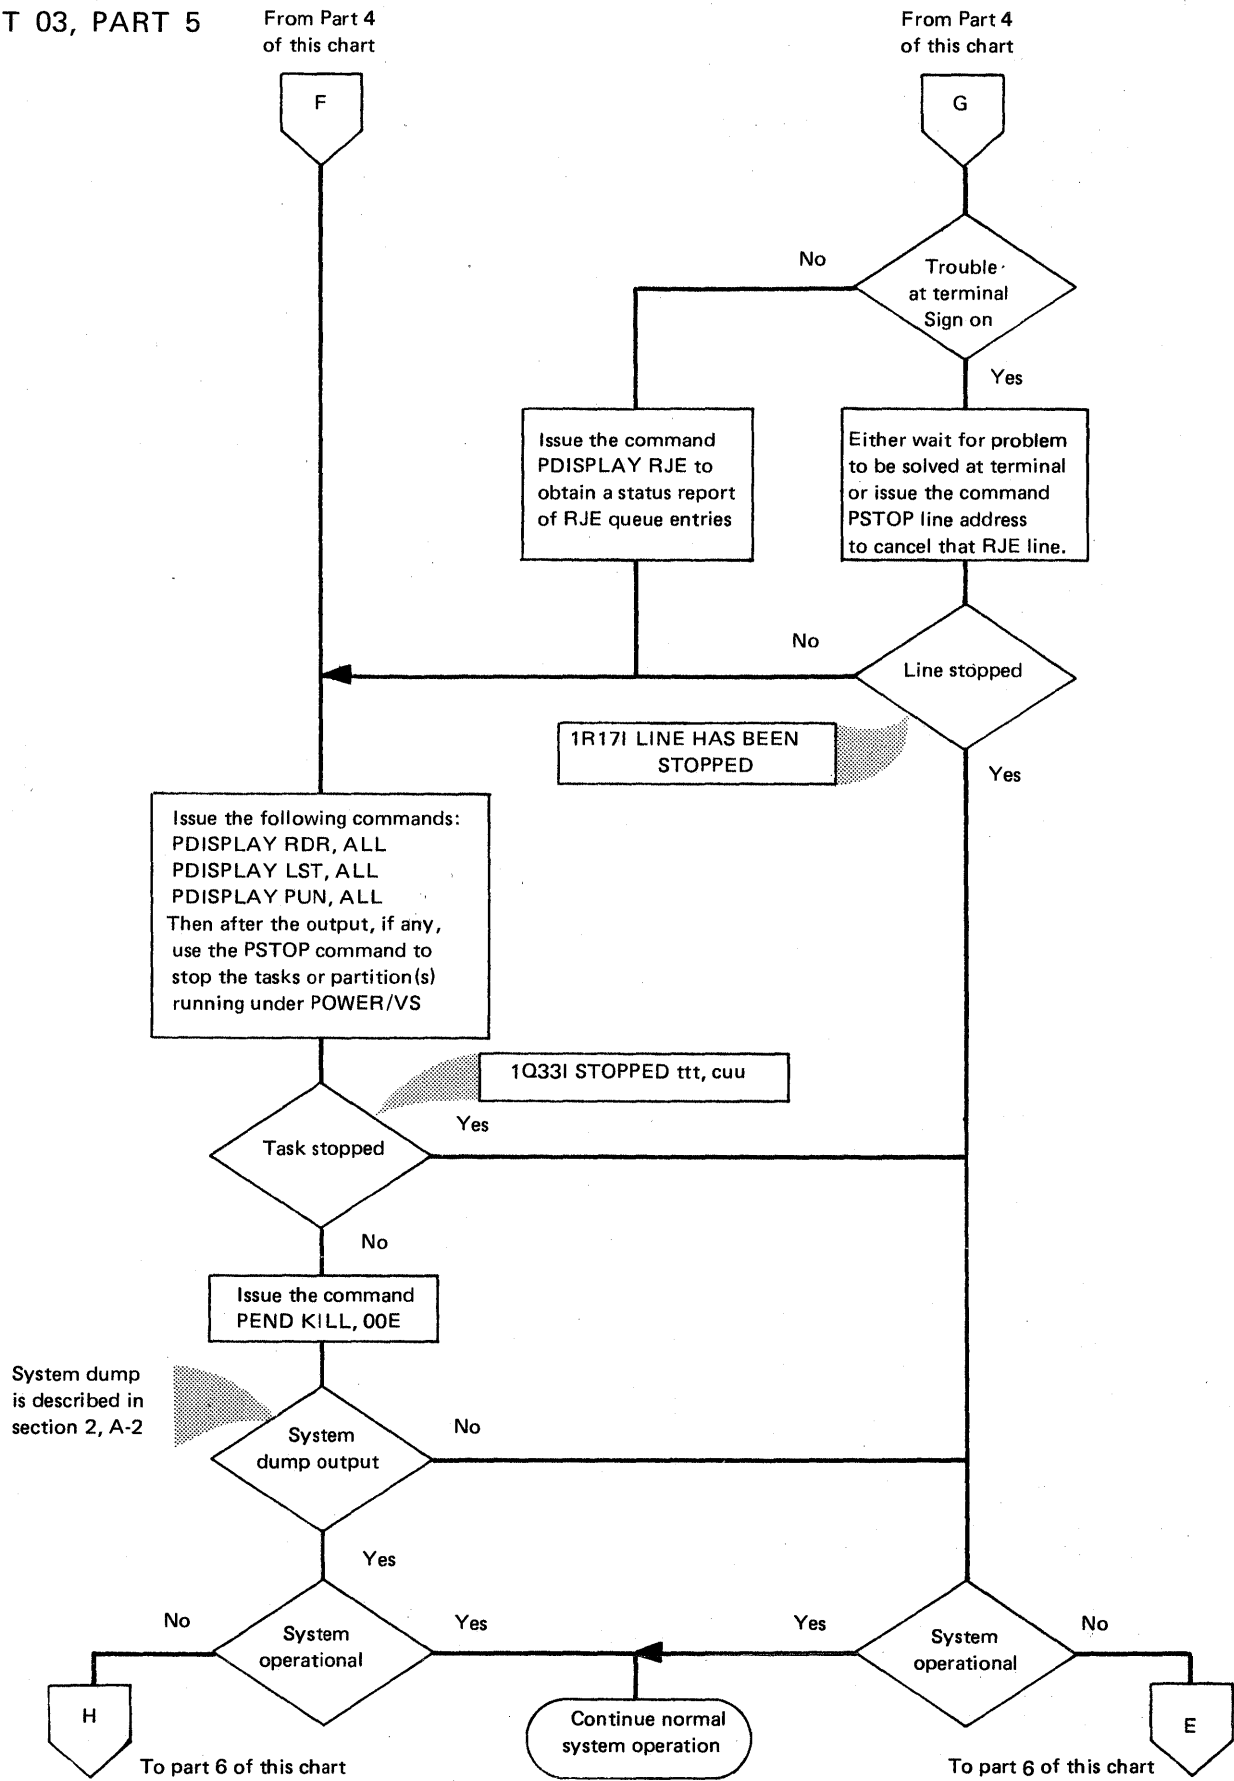 T 03, PART 5
From Part 4
of this chart
F
From Part 4
of this chart
G
No
Trouble
at terminal
Sign on
Yes
Issue the command
PDISPLAY RJE to
obtain a status report
of RJE queue entries
Either wait for problem
to be solved at terminal
or issue the command
PSTOP line address
to cancel that RJE line.
No
Line stopped
1R17I LINE HAS BEEN
STOPPED
Yes
Issue the following commands:
PDISPLAY RDR, ALL
PDISPLAY LST, ALL
PDISPLAY PUN, ALL
Then after the output, if any,
use the PSTOP command to
stop the tasks or partition(s)
running under POWER/VS
1Q33I STOPPED ttt, cuu
Yes
Task stopped
No
Issue the command
PEND KILL, 00E
System dump
is described in
section 2, A-2
No
System
dump output
Yes
No
System
operational
Yes
Yes
System
operational
No
H
Continue normal
system operation
E
To part 6 of this chart
To part 6 of this chart